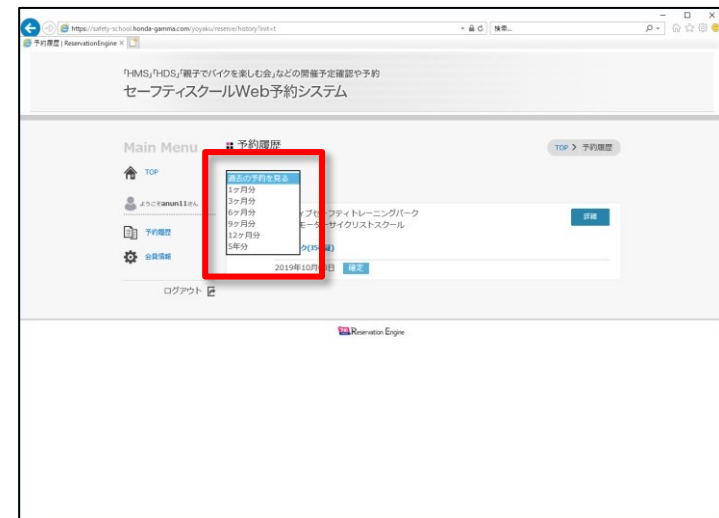 https://safety-school.honda-gamma.com/yoyaku/reserve/history?init=t
検索...
予約履歴 | ReservationEngine
「HMS」「HDS」「親子でバイクを楽しむ会」などの開催予定確認や予約
セーフティスクールWeb予約システム
Main Menu
予約履歴
TOP > 予約履歴
TOP
過去の予約を見る
1ヶ月分
3ヶ月分
6ヶ月分
9ヶ月分
12ヶ月分
5年分
ようこそanun11さん
予約履歴
会員情報
ログアウト
ィブセーフティトレーニングパーク
モーターサイクリストスクール
詳細
2019年10月 日 確定
Reservation Engine